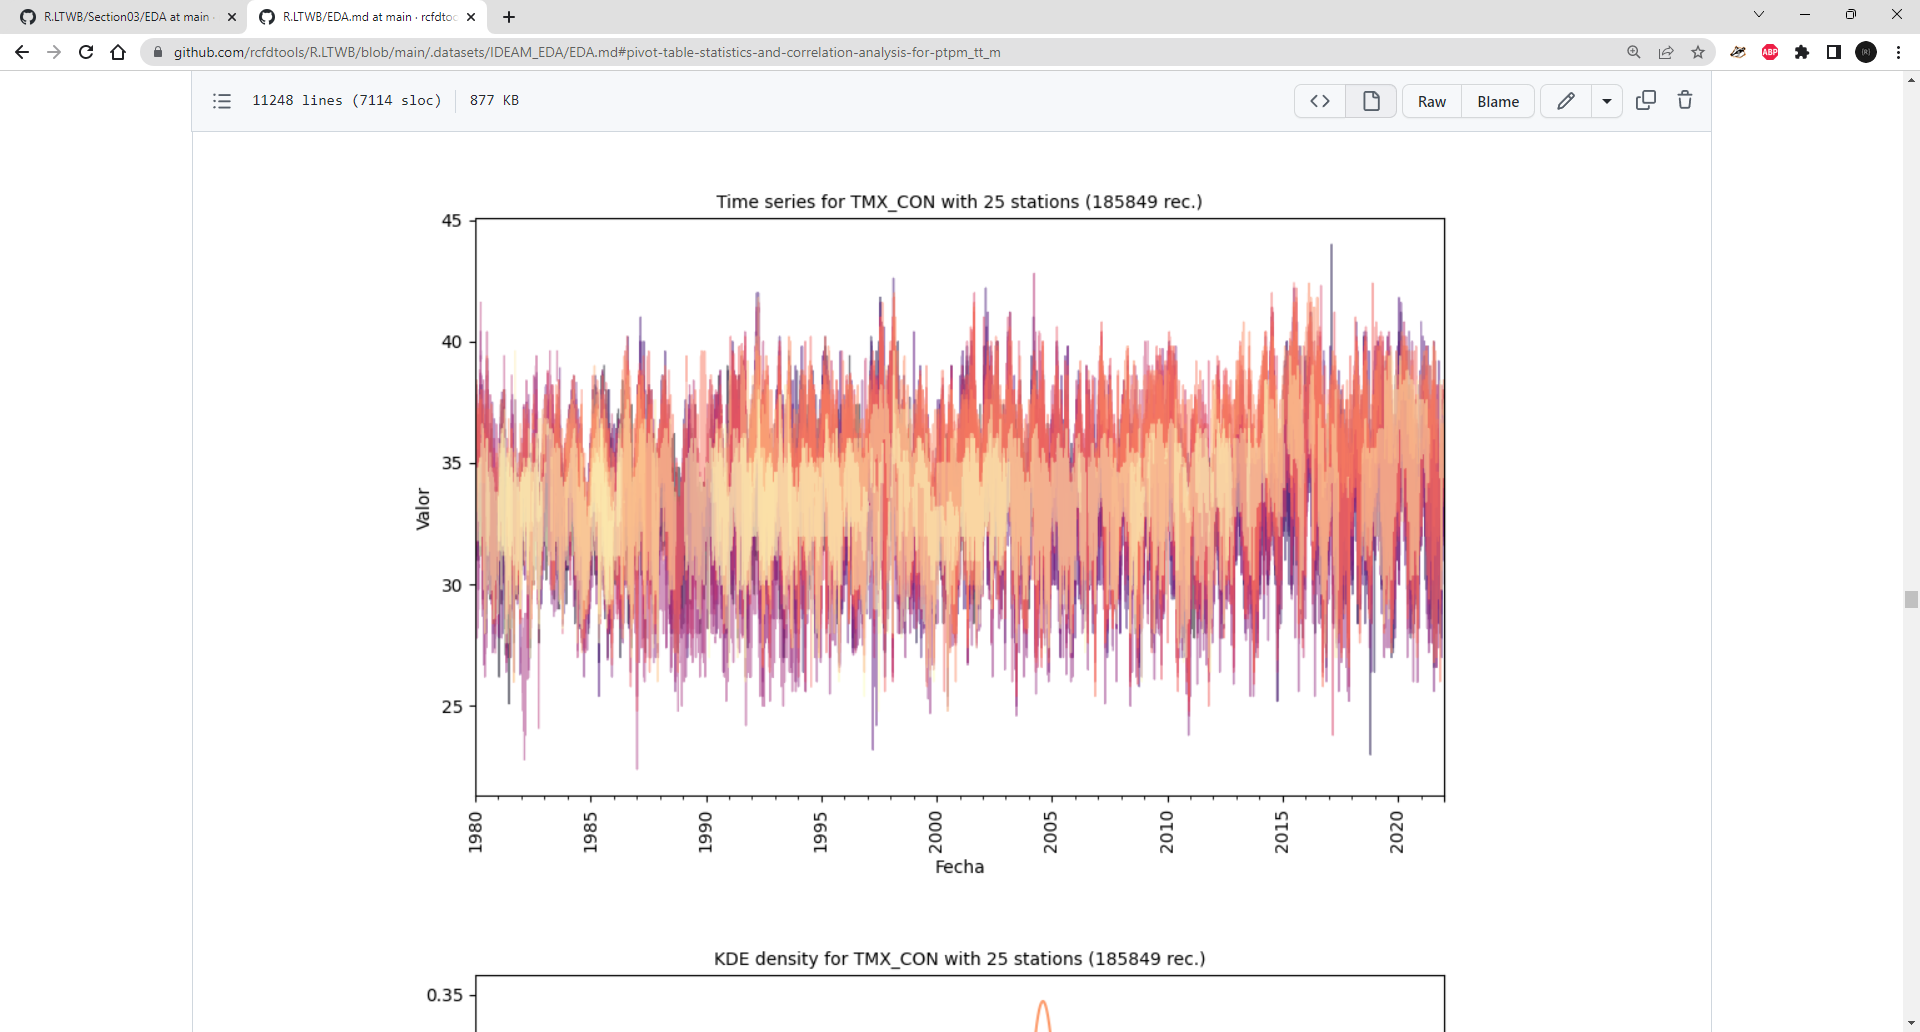 R.LTWB/Section03/EDA at main ·
R.LTWB/EDA.md at main · rcfdtoc
github.com/rcfdtools/R.LTWB/blob/main/.datasets/IDEAM_EDA/EDA.md#pivot-table-statistics-and-correlation-analysis-for-ptpm_tt_m
ABP
11248 lines (7114 sloc)
877 KB
Raw
Blame
Time series for TMX_CON with 25 stations (185849 rec.)
45
40
35
30
25
Valor
1980
1985
1990
1995
2000
2005
2010
2015
2020
Fecha
KDE density for TMX_CON with 25 stations (185849 rec.)
0.35